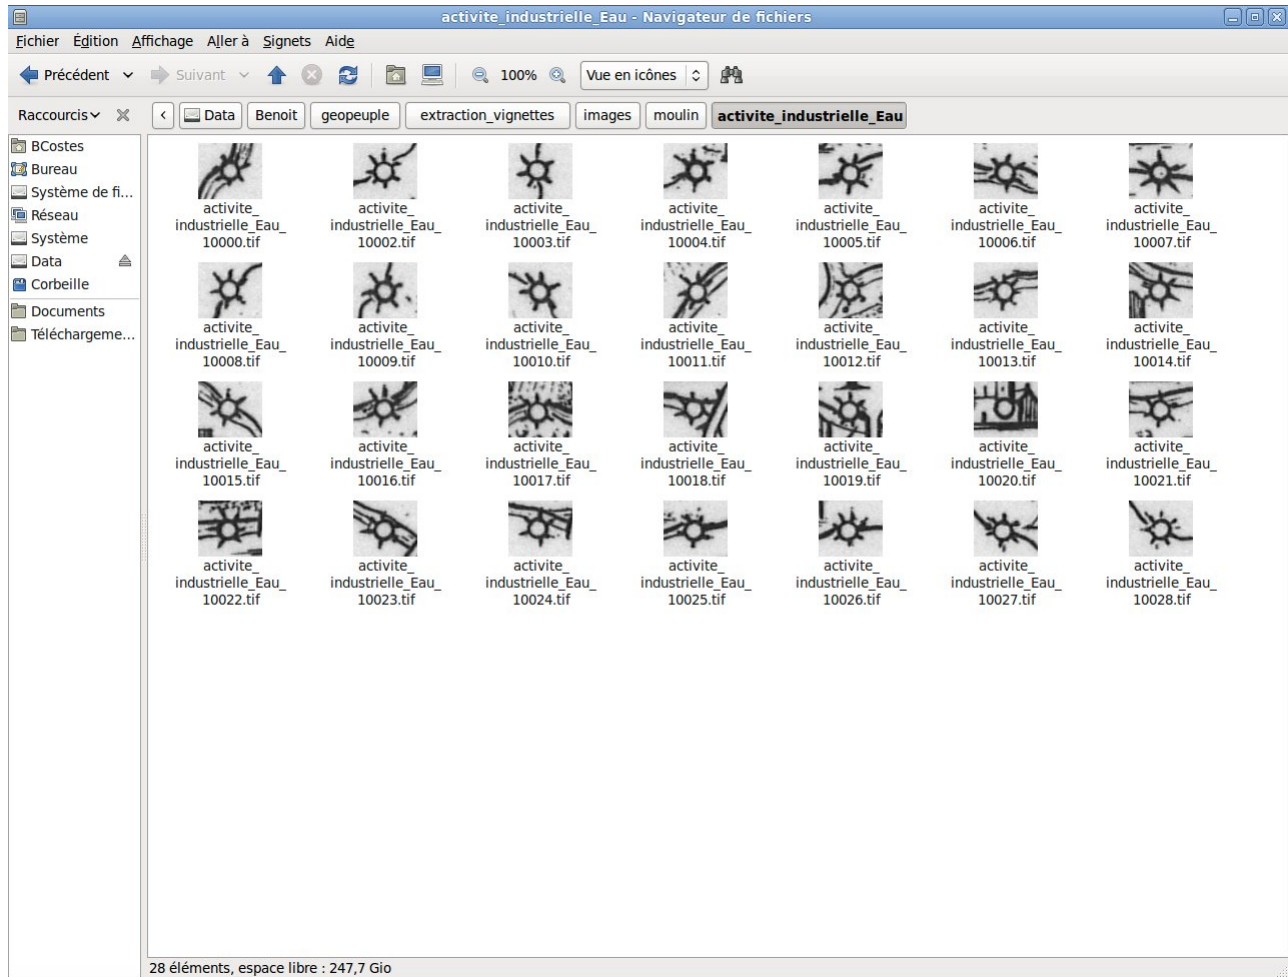 activite_industrielle_Eau - Navigateur de fichiers
Fichier Édition Affichage Aller à Signets Aide
Précédent Suivant 100% Vue en icônes
Raccourcis Data Benoit geopeuple extraction_vignettes images moulin activite_industrielle_Eau
BCostes
Bureau
Système de fi...
Réseau
Système
Data
Corbeille
Documents
Téléchargeme...
activite_ activite_ activite_ activite_ activite_ activite_ activite_
industrielle_Eau_ industrielle_Eau_ industrielle_Eau_ industrielle_Eau_ industrielle_Eau_ industrielle_Eau_ industrielle_Eau_
10000.tif 10002.tif 10003.tif 10004.tif 10005.tif 10006.tif 10007.tif
activite_ activite_ activite_ activite_ activite_ activite_ activite_
industrielle_Eau_ industrielle_Eau_ industrielle_Eau_ industrielle_Eau_ industrielle_Eau_ industrielle_Eau_ industrielle_Eau_
10008.tif 10009.tif 10010.tif 10011.tif 10012.tif 10013.tif 10014.tif
activite_ activite_ activite_ activite_ activite_ activite_ activite_
industrielle_Eau_ industrielle_Eau_ industrielle_Eau_ industrielle_Eau_ industrielle_Eau_ industrielle_Eau_ industrielle_Eau_
10015.tif 10016.tif 10017.tif 10018.tif 10019.tif 10020.tif 10021.tif
activite_ activite_ activite_ activite_ activite_ activite_ activite_
industrielle_Eau_ industrielle_Eau_ industrielle_Eau_ industrielle_Eau_ industrielle_Eau_ industrielle_Eau_ industrielle_Eau_
10022.tif 10023.tif 10024.tif 10025.tif 10026.tif 10027.tif 10028.tif
28 éléments, espace libre : 247,7 Gio